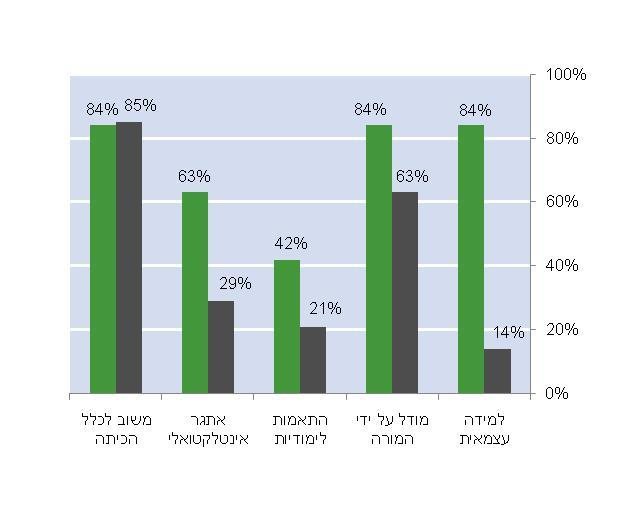 100%
80%
60%
40%
20%
0%
84%
14%
84%
63%
42%
21%
63%
29%
84%
85%
למידה
עצמאית
מודל על ידי
המורה
התאמות
לימודיות
אתגר
אינטלקטואלי
משוב לכלל
הכיתה